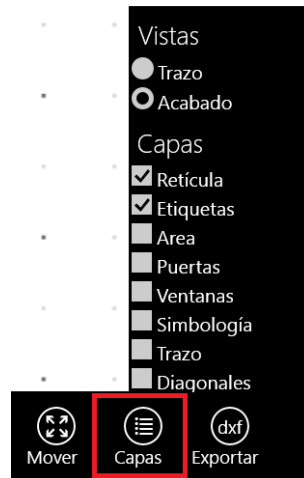 Vistas
Trazo
Acabado
Capas
Retícula
Etiquetas
Area
Puertas
Ventanas
Simbología
Trazo
Diagonales
dxf
Mover Capas Exportar